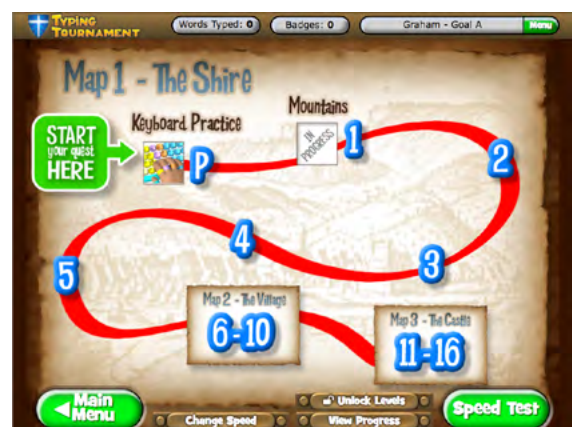 TYPING
TOURNAMENT
Words Typed: 0
Badges: 0
Graham - Goal A
Menu
Map 1 - The Shire
START
your quest
HERE
Keyboard Practice
P
Mountains
IN
PROGRESS
1
2
3
4
5
Map 2 - The Village
6-10
Map 3 - The Castle
11-16
Main
Menu
Unlock Levels
Change Speed
View Progress
Speed Test